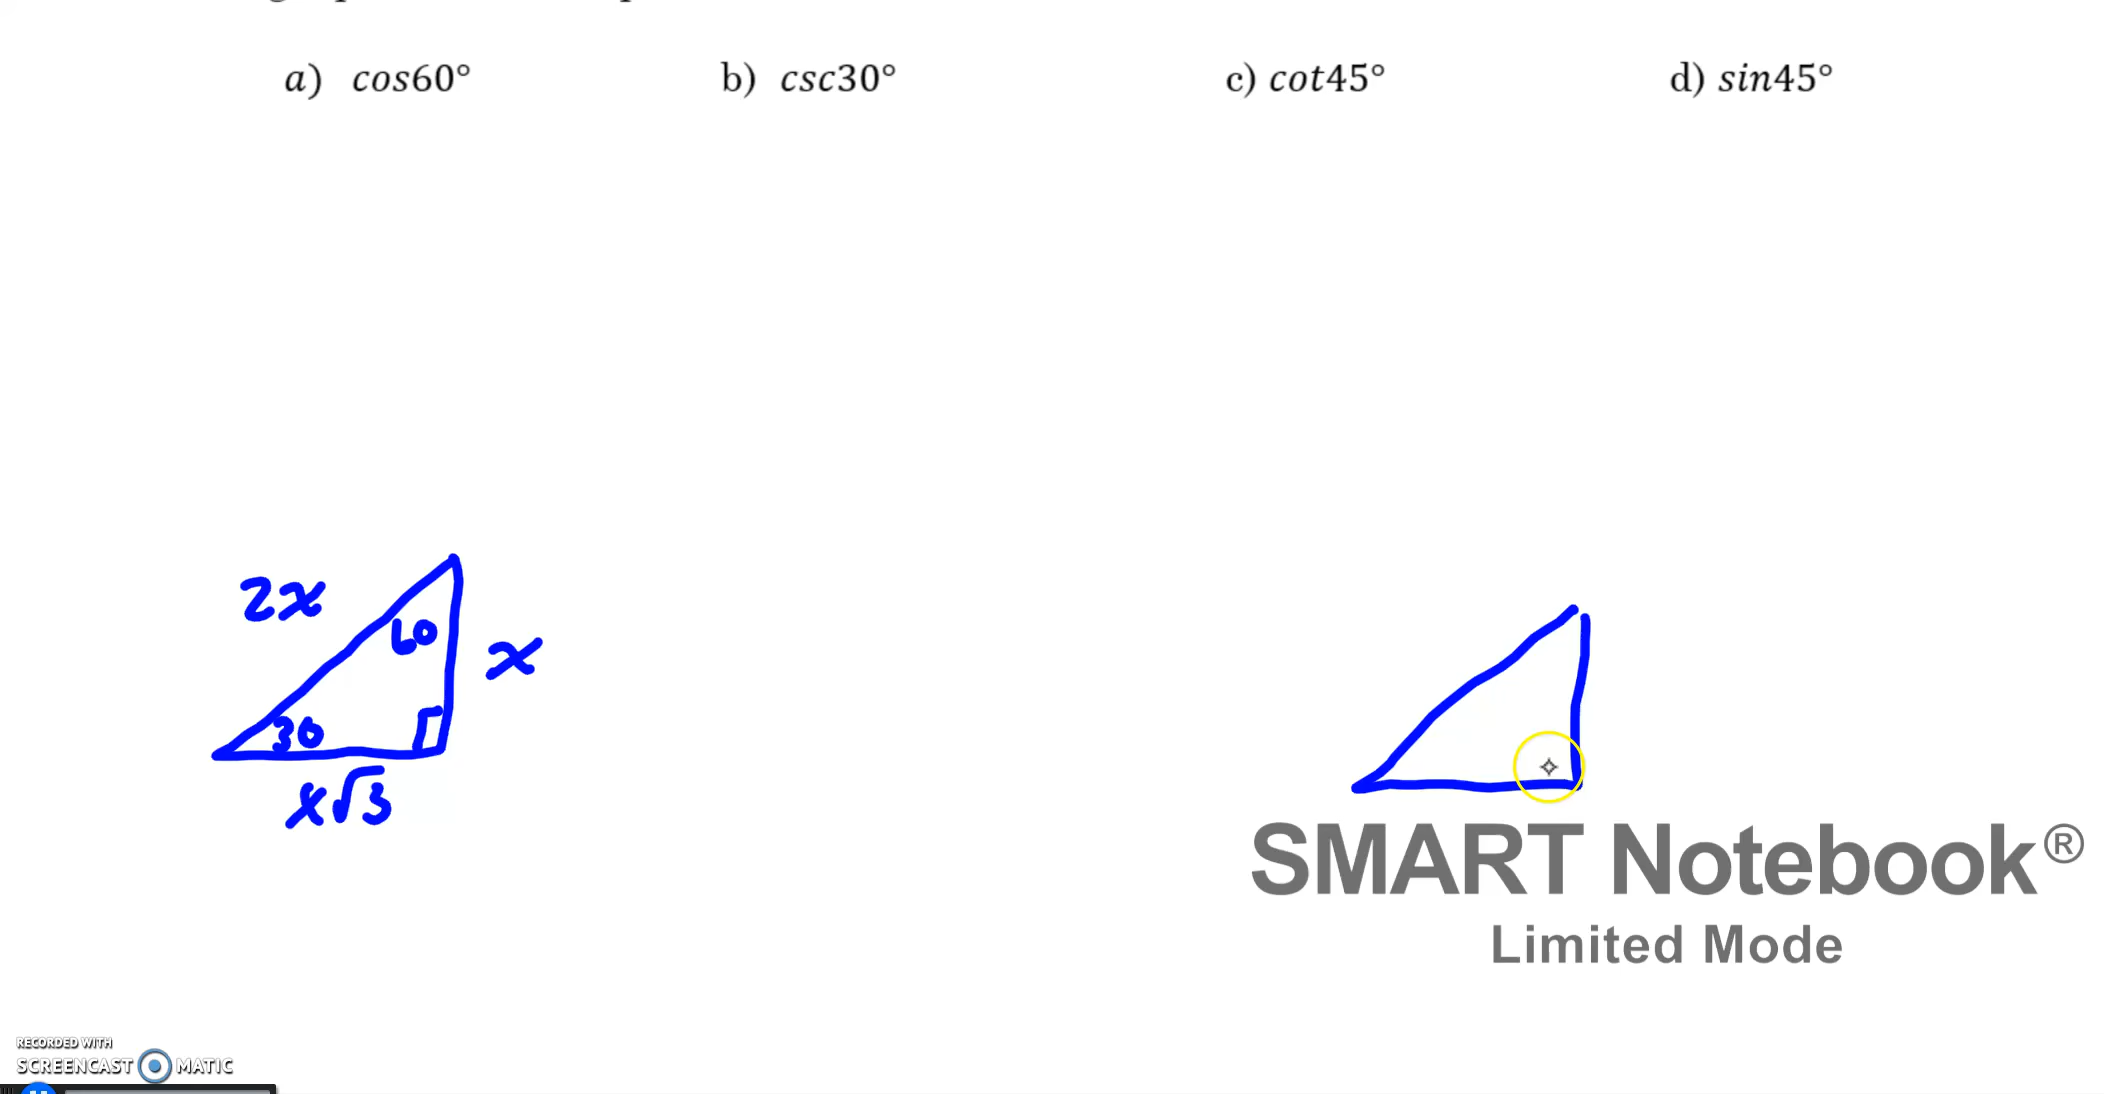 a) cos60° b) csc30° c) cot45° d) sin45°
2x
60
x
30
x√3
SMART Notebook®
Limited Mode
RECORDED WITH
SCREENCAST MATIC